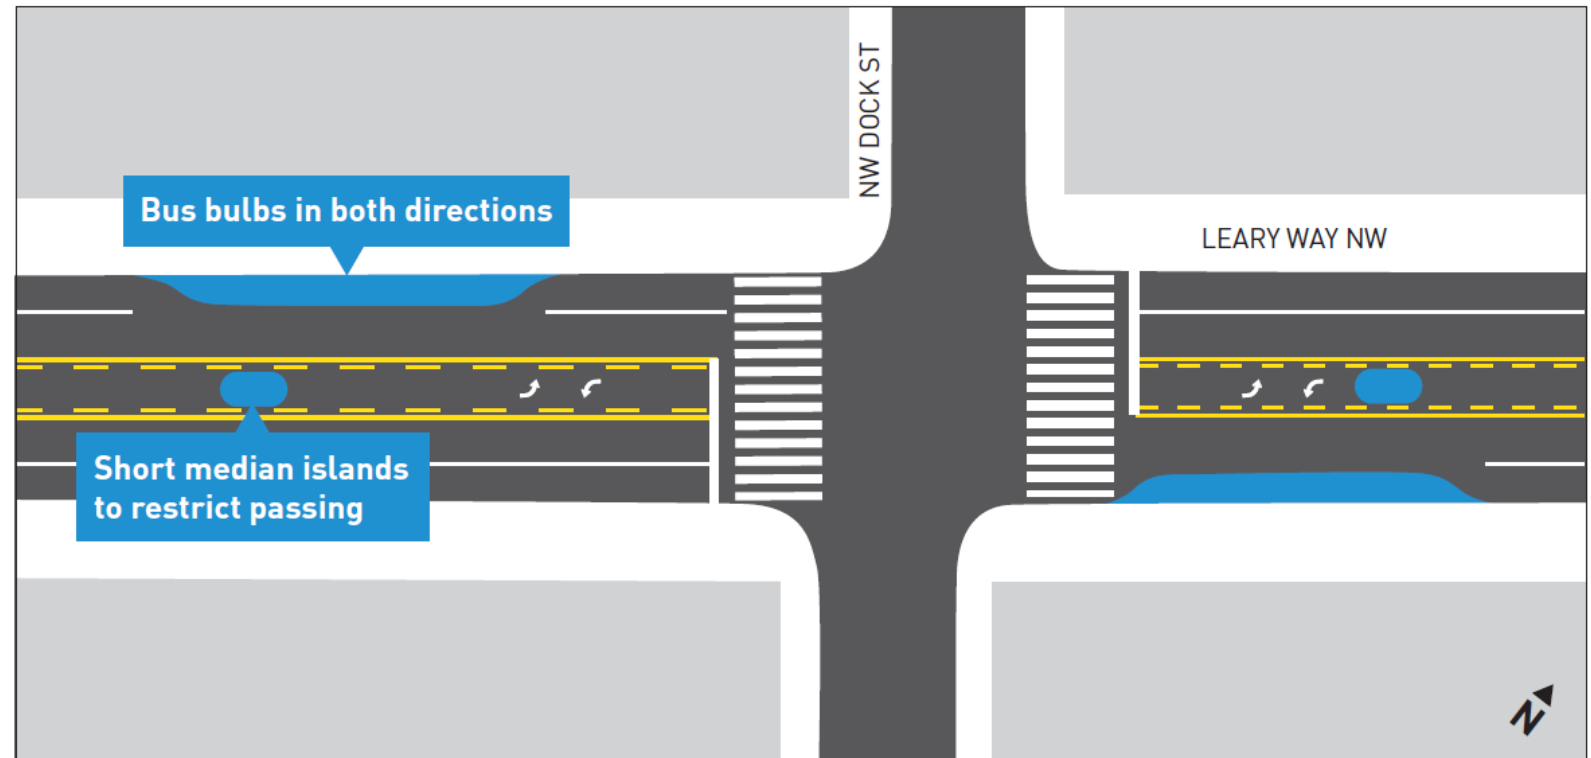 NW DOCK ST
Bus bulbs in both directions
LEARY WAY NW
Short median islands
to restrict passing
N